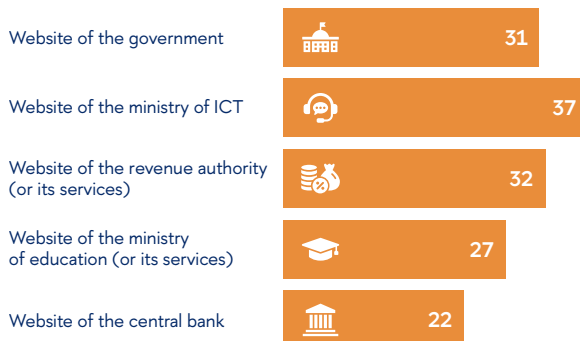 Website of the government
31
Website of the ministry of ICT
37
Website of the revenue authority
(or its services)
32
Website of the ministry
of education (or its services)
27
Website of the central bank
22